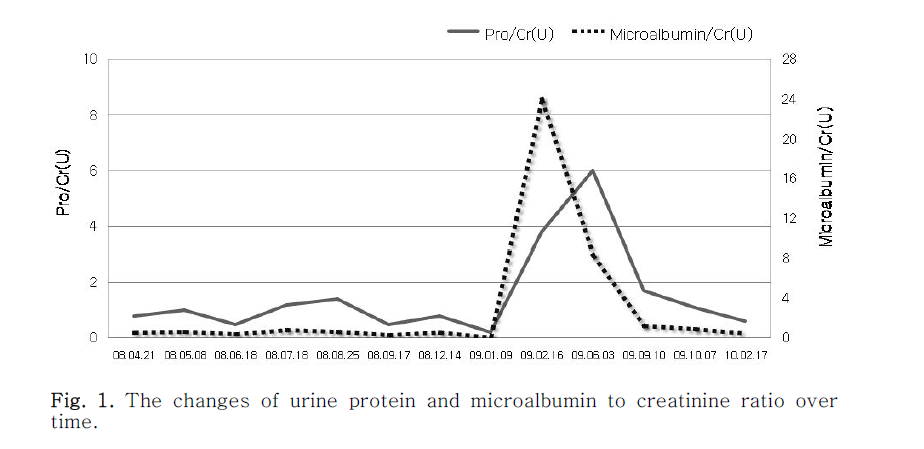 Pro/Cr(U) Microalbumin/Cr(U)
10 28
8 24
20
6 16
4 12
8
2 4
0 0
Pro/Cr(U)
Microalbumin/Cr(U)
08.04.21 08.05.08 08.06.18 08.07.18 08.08.25 08.09.17 08.12.14 09.01.09 09.02.16 09.06.03 09.09.10 09.10.07 10.02.17
Fig. 1. The changes of urine protein and microalbumin to creatinine ratio over
time.